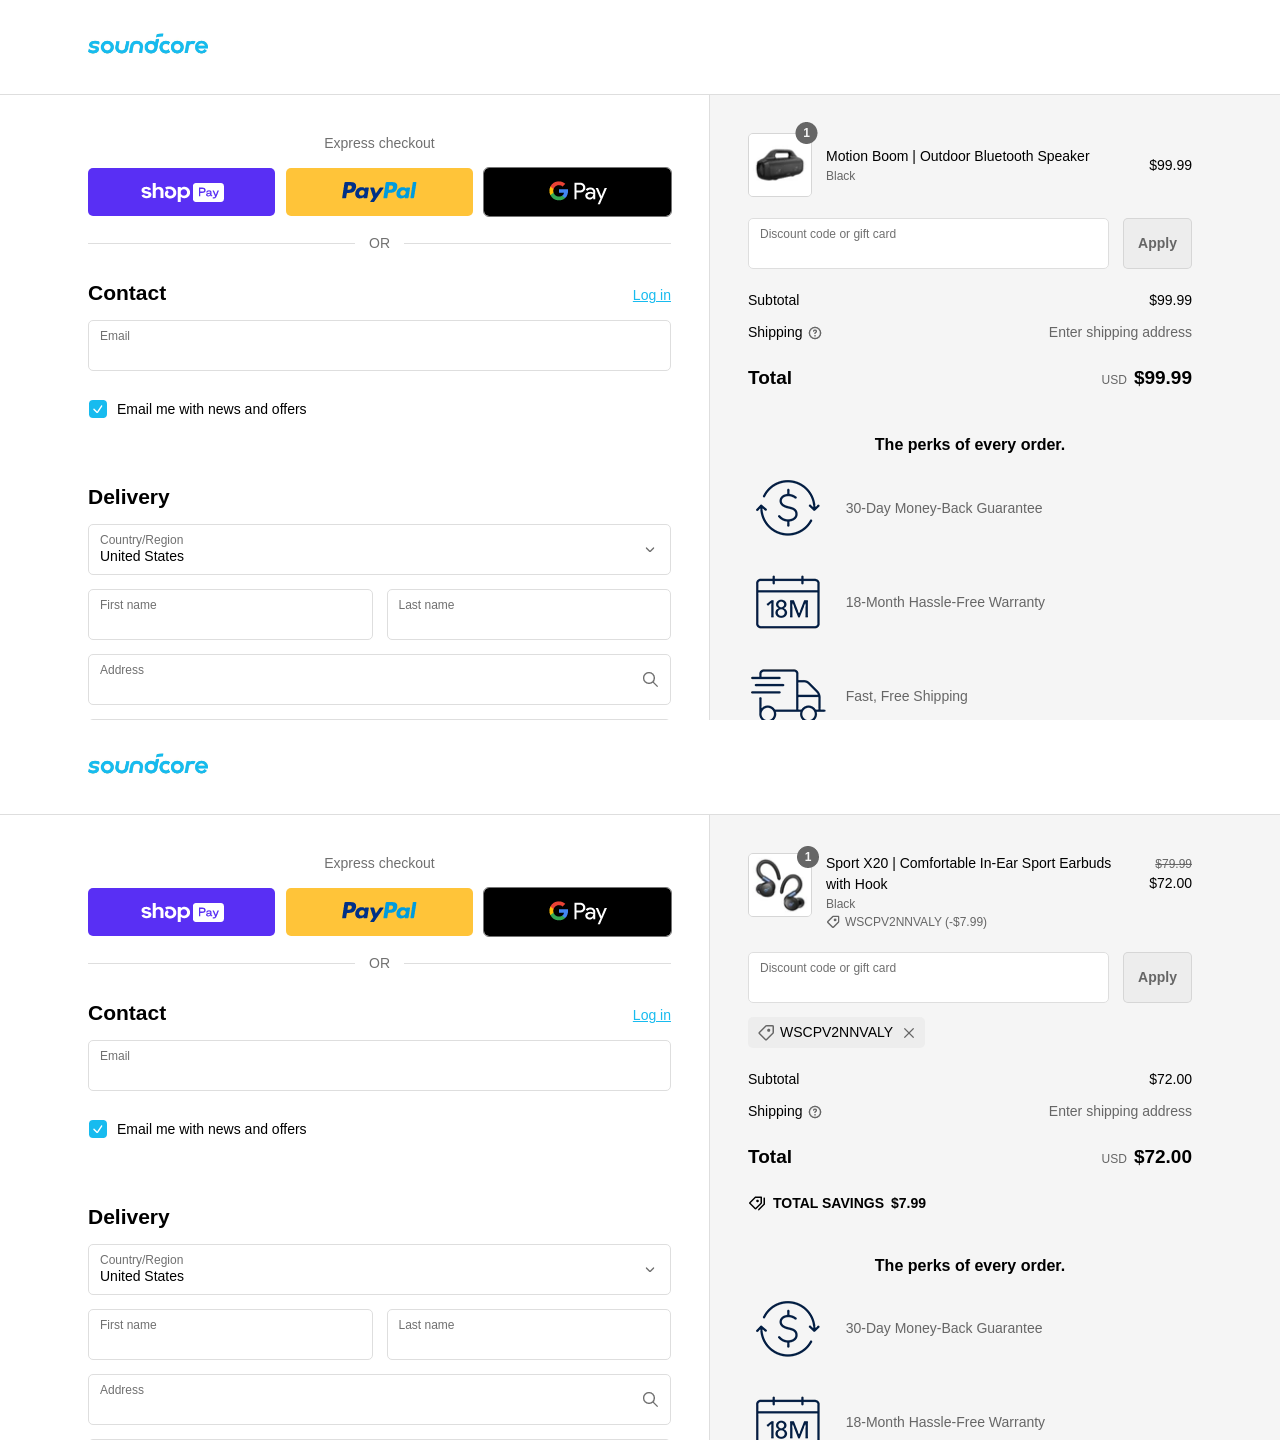 soundcore
Express checkout
shop Pay
PayPal
G Pay
OR
Contact
Log in
Email
Email me with news and offers
Delivery
Country/Region
United States
First name
Last name
Address
1
Motion Boom | Outdoor Bluetooth Speaker
Black
$99.99
Discount code or gift card
Apply
Subtotal
$99.99
Shipping
Enter shipping address
Total
USD $99.99
The perks of every order.
30-Day Money-Back Guarantee
18M
18-Month Hassle-Free Warranty
Fast, Free Shipping
soundcore
Express checkout
shop Pay
PayPal
G Pay
OR
Contact
Log in
Email
Email me with news and offers
Delivery
Country/Region
United States
First name
Last name
Address
1
Sport X20 | Comfortable In-Ear Sport Earbuds
with Hook
Black
WSCPV2NNVALY (-$7.99)
$79.99
$72.00
Discount code or gift card
Apply
WSCPV2NNVALY
Subtotal
$72.00
Shipping
Enter shipping address
Total
USD $72.00
TOTAL SAVINGS $7.99
The perks of every order.
30-Day Money-Back Guarantee
18M
18-Month Hassle-Free Warranty